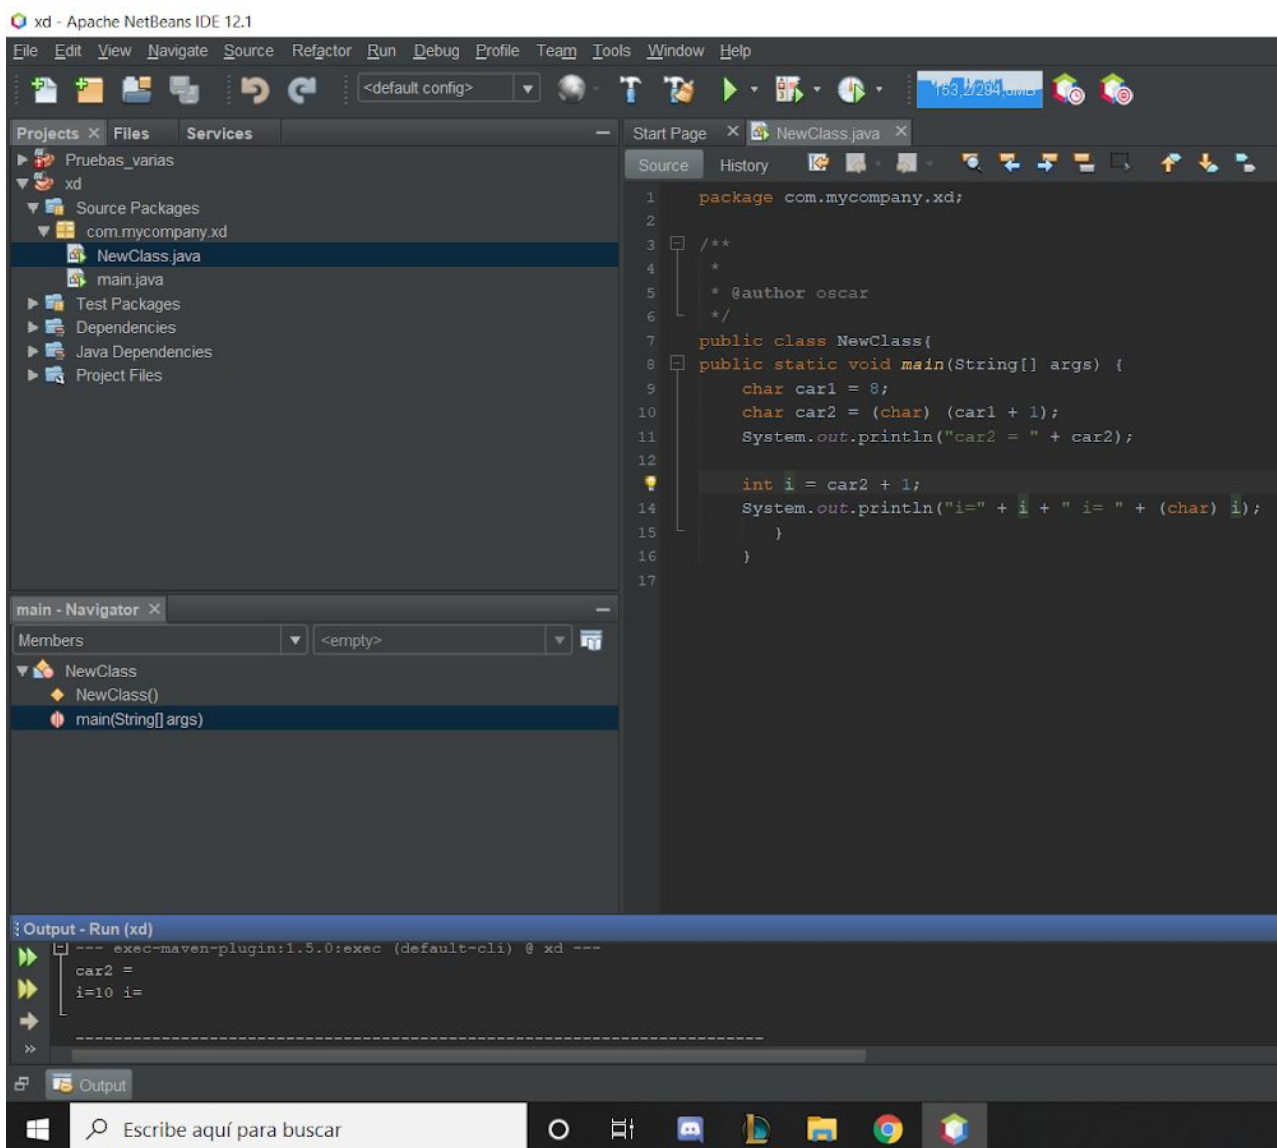 xd - Apache NetBeans IDE 12.1
File Edit View Navigate Source Refactor Run Debug Profile Team Tools Window Help
<default config>
Projects Files Services
Pruebas_varias
xd
Source Packages
com.mycompany.xd
NewClass.java
main.java
Test Packages
Dependencies
Java Dependencies
Project Files
main - Navigator
Members <empty>
NewClass
NewClass()
main(String[] args)
Start Page NewClass.java
Source History
1 package com.mycompany.xd;
2
3 /**
4 *
5 * @author oscar
6 */
7 public class NewClass{
8 public static void main(String[] args) {
9 char car1 = 8;
10 char car2 = (char) (car1 + 1);
11 System.out.println("car2 = " + car2);
12
int i = car2 + 1;
14 System.out.println("i=" + i + " i= " + (char) i);
15 }
16 }
17
Output - Run (xd)
--- exec-maven-plugin:1.5.0:exec (default-cli) @ xd ---
car2 =
i=10 i=
------------------------------------------------------------------------
Output
Escribe aquí para buscar